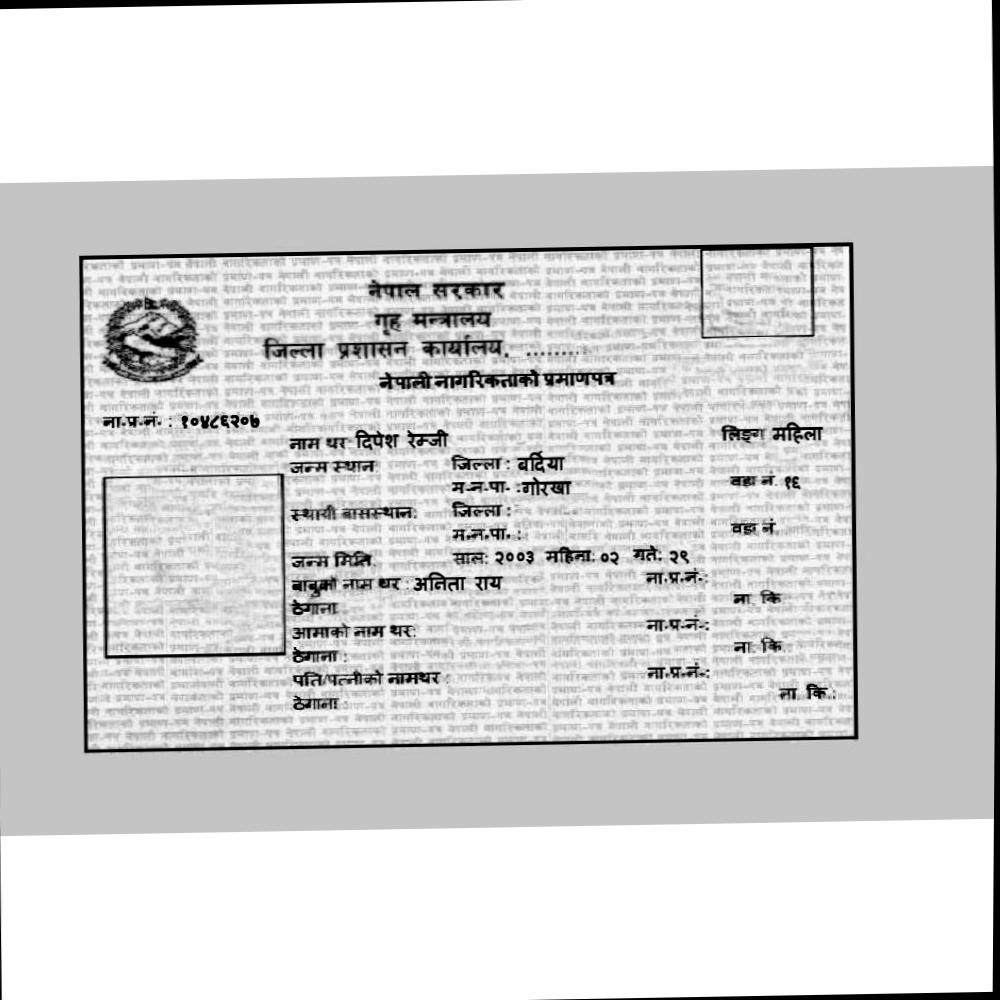 नेपाल सरकार
गृह मन्त्रालय
जिल्ला प्रशासन कार्यालय, .........
नेपाली नागरिकताको प्रमाणपत्र
ना.प्र.नं. : १०४८६२०७
नाम थर: दिपेश रेम्जी लिङ्ग महिला
जन्म स्थान जिल्ला : बर्दिया
म.न.पा. :गोरखा वडा नं. १६
स्थायी बासस्थान: जिल्ला :
म.न.पा. : वडा नं.
जन्म मिति: साल: २००३ महिना: ०२ गते: २९
बाबुको नाम थर : अनिता राय ना.प्र.नं.:
ठेगाना ना. कि
आमाको नाम थर: ना.प्र.नं.:
ठेगाना : ना. कि.:
पति/पत्नीको नामथर : ना.प्र.नं.:
ठेगाना : ना. कि.: